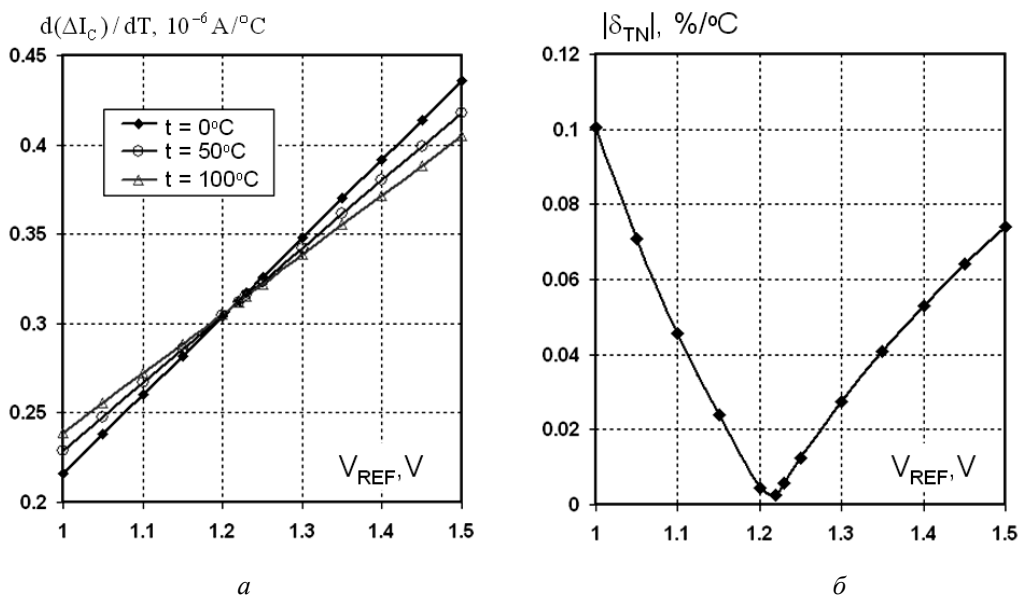 d(ΔI_C)/dT, 10⁻⁶ A/°C
0.45
0.4
0.35
0.3
0.25
0.2
t = 0°C
t = 50°C
t = 100°C
V_REF, V
1 1.1 1.2 1.3 1.4 1.5
а
|δ_TN|, %/°C
0.12
0.1
0.08
0.06
0.04
0.02
0
V_REF, V
1 1.1 1.2 1.3 1.4 1.5
б